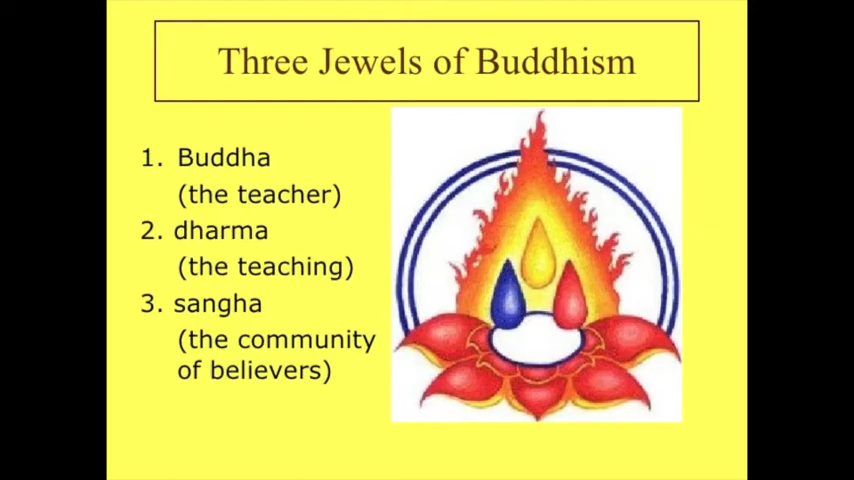 Three Jewels of Buddhism
1. Buddha
(the teacher)
2. dharma
(the teaching)
3. sangha
(the community
of believers)